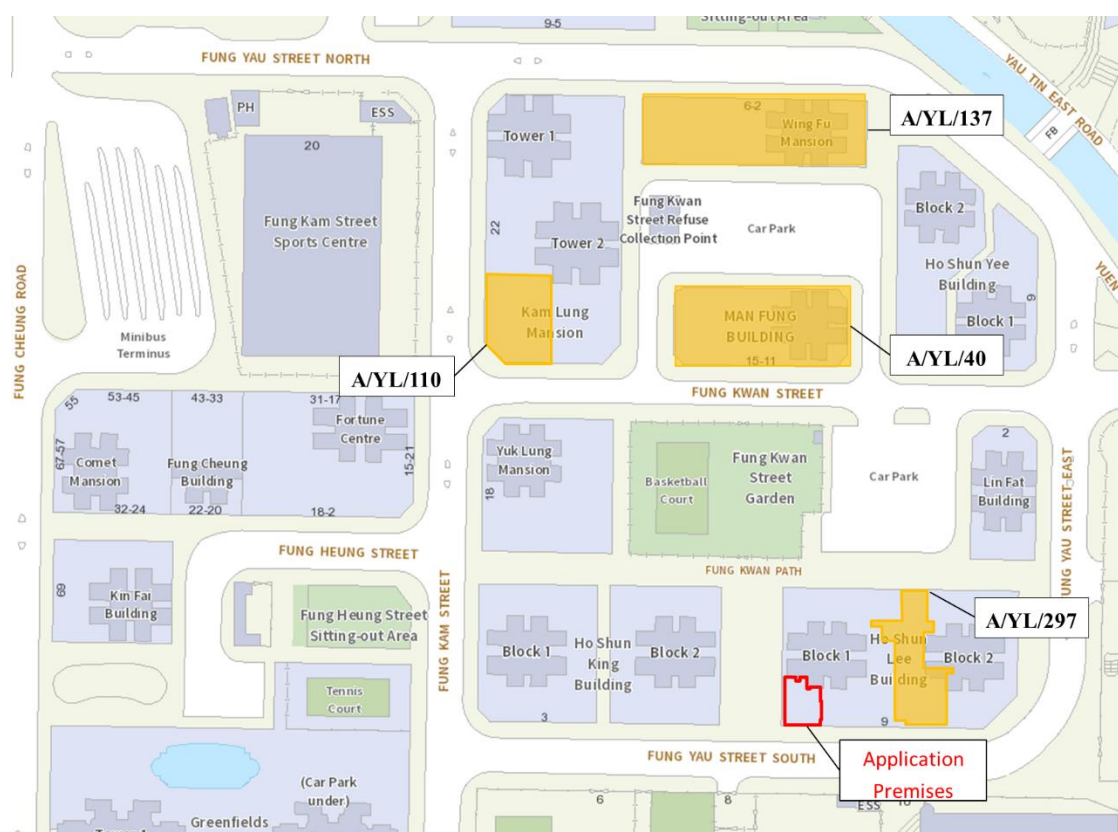 9-5
Sitting-out Area
FUNG YAU STREET NORTH
YAU TIN EAST ROAD
FB
PH
ESS
20
Fung Kam Street
Sports Centre
Tower 1
22
Tower 2
Kam Lung
Mansion
A/YL/110
6-2
Wing Fu
Mansion
A/YL/137
Fung Kwan
Street Refuse
Collection Point
Car Park
Block 2
Ho Shun Yee
Building
9
Block 1
YUEN
MAN FUNG
BUILDING
15-11
A/YL/40
FUNG KWAN STREET
FUNG CHEUNG ROAD
Minibus
Terminus
55
53-45
43-33
31-17
67-57
Comet
Mansion
Fung Cheung
Building
Fortune
Centre
15-21
32-24
22-20
18-2
FUNG HEUNG STREET
Yuk Lung
Mansion
18
Basketball
Court
Fung Kwan
Street
Garden
Car Park
2
Lin Fat
Building
FUNG YAU STREET EAST
FUNG KWAN PATH
69
Kin Fai
Building
Fung Heung Street
Sitting-out Area
FUNG KAM STREET
Tennis
Court
Block 1
Ho Shun
King
Building
Block 2
3
Block 1
Ho Shun
Lee
Building
Block 2
9
A/YL/297
FUNG YAU STREET SOUTH
Application
Premises
(Car Park
under)
Greenfields
6
8
ESS